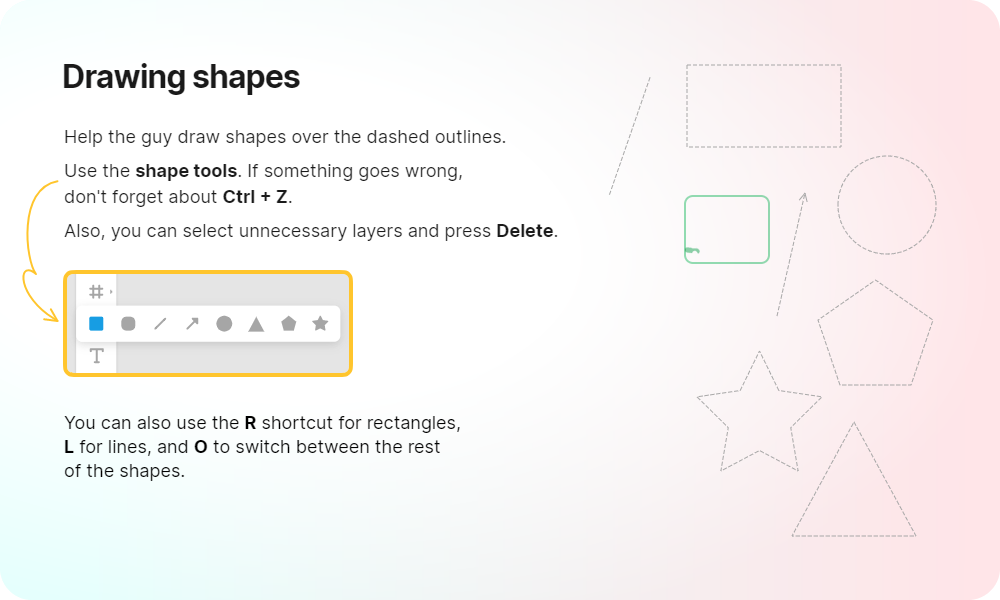 Drawing shapes
Help the guy draw shapes over the dashed outlines.
Use the shape tools. If something goes wrong,
don't forget about Ctrl + Z.
Also, you can select unnecessary layers and press Delete.
T
You can also use the R shortcut for rectangles,
L for lines, and O to switch between the rest
of the shapes.